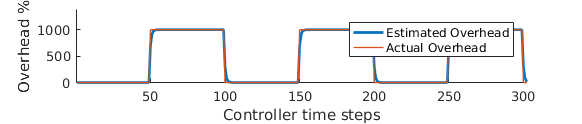 Overhead %
1000
500
0
Estimated Overhead
Actual Overhead
50 100 150 200 250 300
Controller time steps